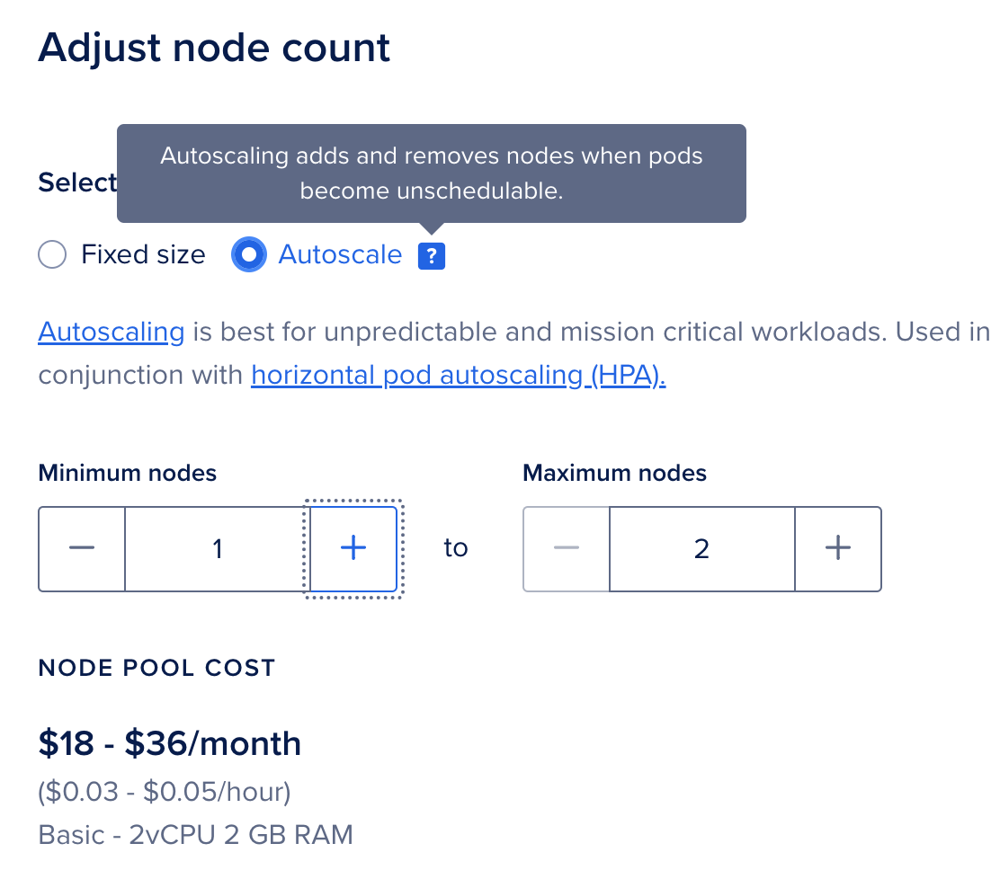 Adjust node count
Autoscaling adds and removes nodes when pods
become unschedulable.
Select
Fixed size Autoscale ?
Autoscaling is best for unpredictable and mission critical workloads. Used in
conjunction with horizontal pod autoscaling (HPA).
Minimum nodes Maximum nodes
− 1 + to − 2 +
NODE POOL COST
$18 - $36/month
($0.03 - $0.05/hour)
Basic - 2vCPU 2 GB RAM